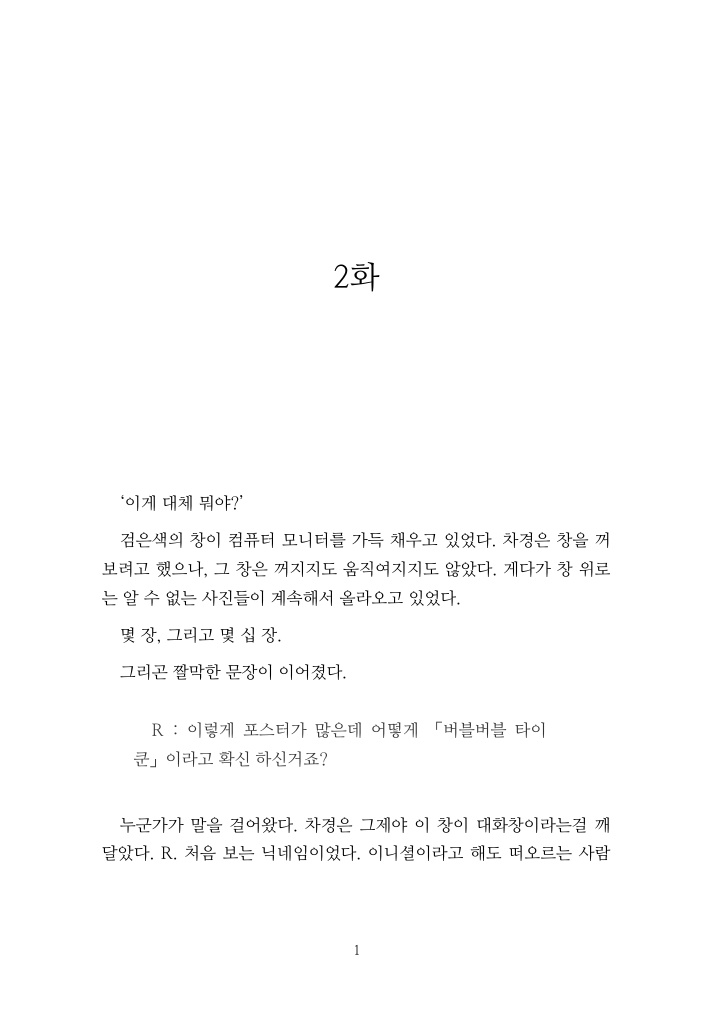 2화
‘이게 대체 뭐야?’
검은색의 창이 컴퓨터 모니터를 가득 채우고 있었다. 차경은 창을 꺼
보려고 했으나, 그 창은 꺼지지도 움직여지지도 않았다. 게다가 창 위로
는 알 수 없는 사진들이 계속해서 올라오고 있었다.
몇 장, 그리고 몇 십 장.
그리곤 짤막한 문장이 이어졌다.
R : 이렇게 포스터가 많은데 어떻게 「버블버블 타이
쿤」이라고 확신 하신거죠?
누군가가 말을 걸어왔다. 차경은 그제야 이 창이 대화창이라는걸 깨
달았다. R. 처음 보는 닉네임이었다. 이니셜이라고 해도 떠오르는 사람
1